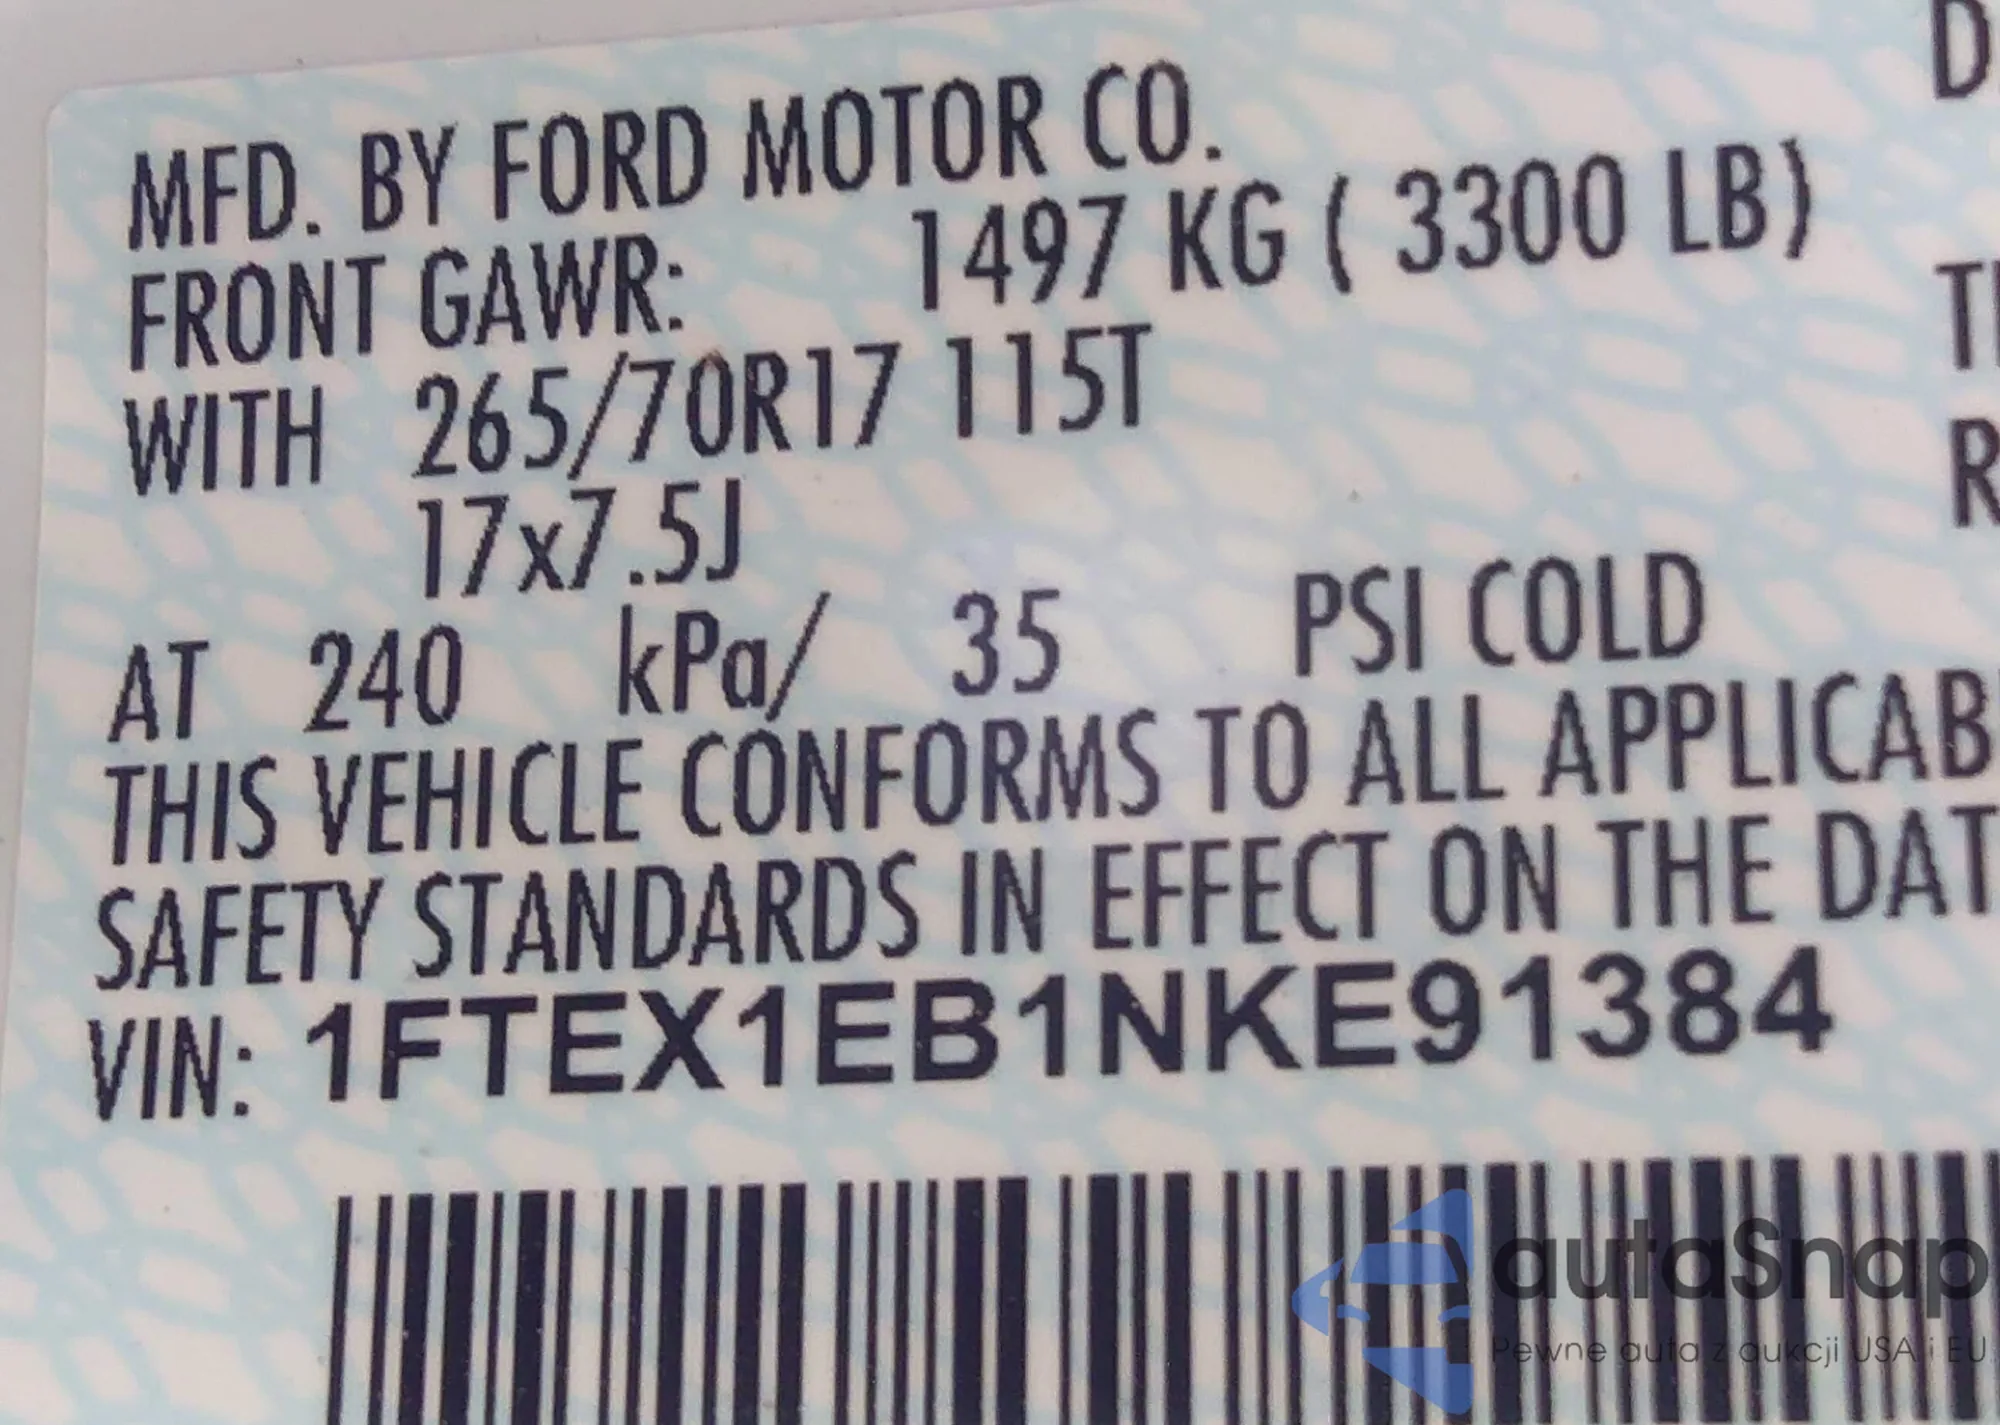 D
MFD. BY FORD MOTOR CO.
FRONT GAWR: 1497 KG ( 3300 LB)
WITH 265/70R17 115T
17x7.5J
AT 240 kPa/ 35 PSI COLD
R
THIS VEHICLE CONFORMS TO ALL APPLICAB
SAFETY STANDARDS IN EFFECT ON THE DAT
VIN: 1FTEX1EB1NKE91384
autaSnap
Pewne auta z aukcji USA i EU